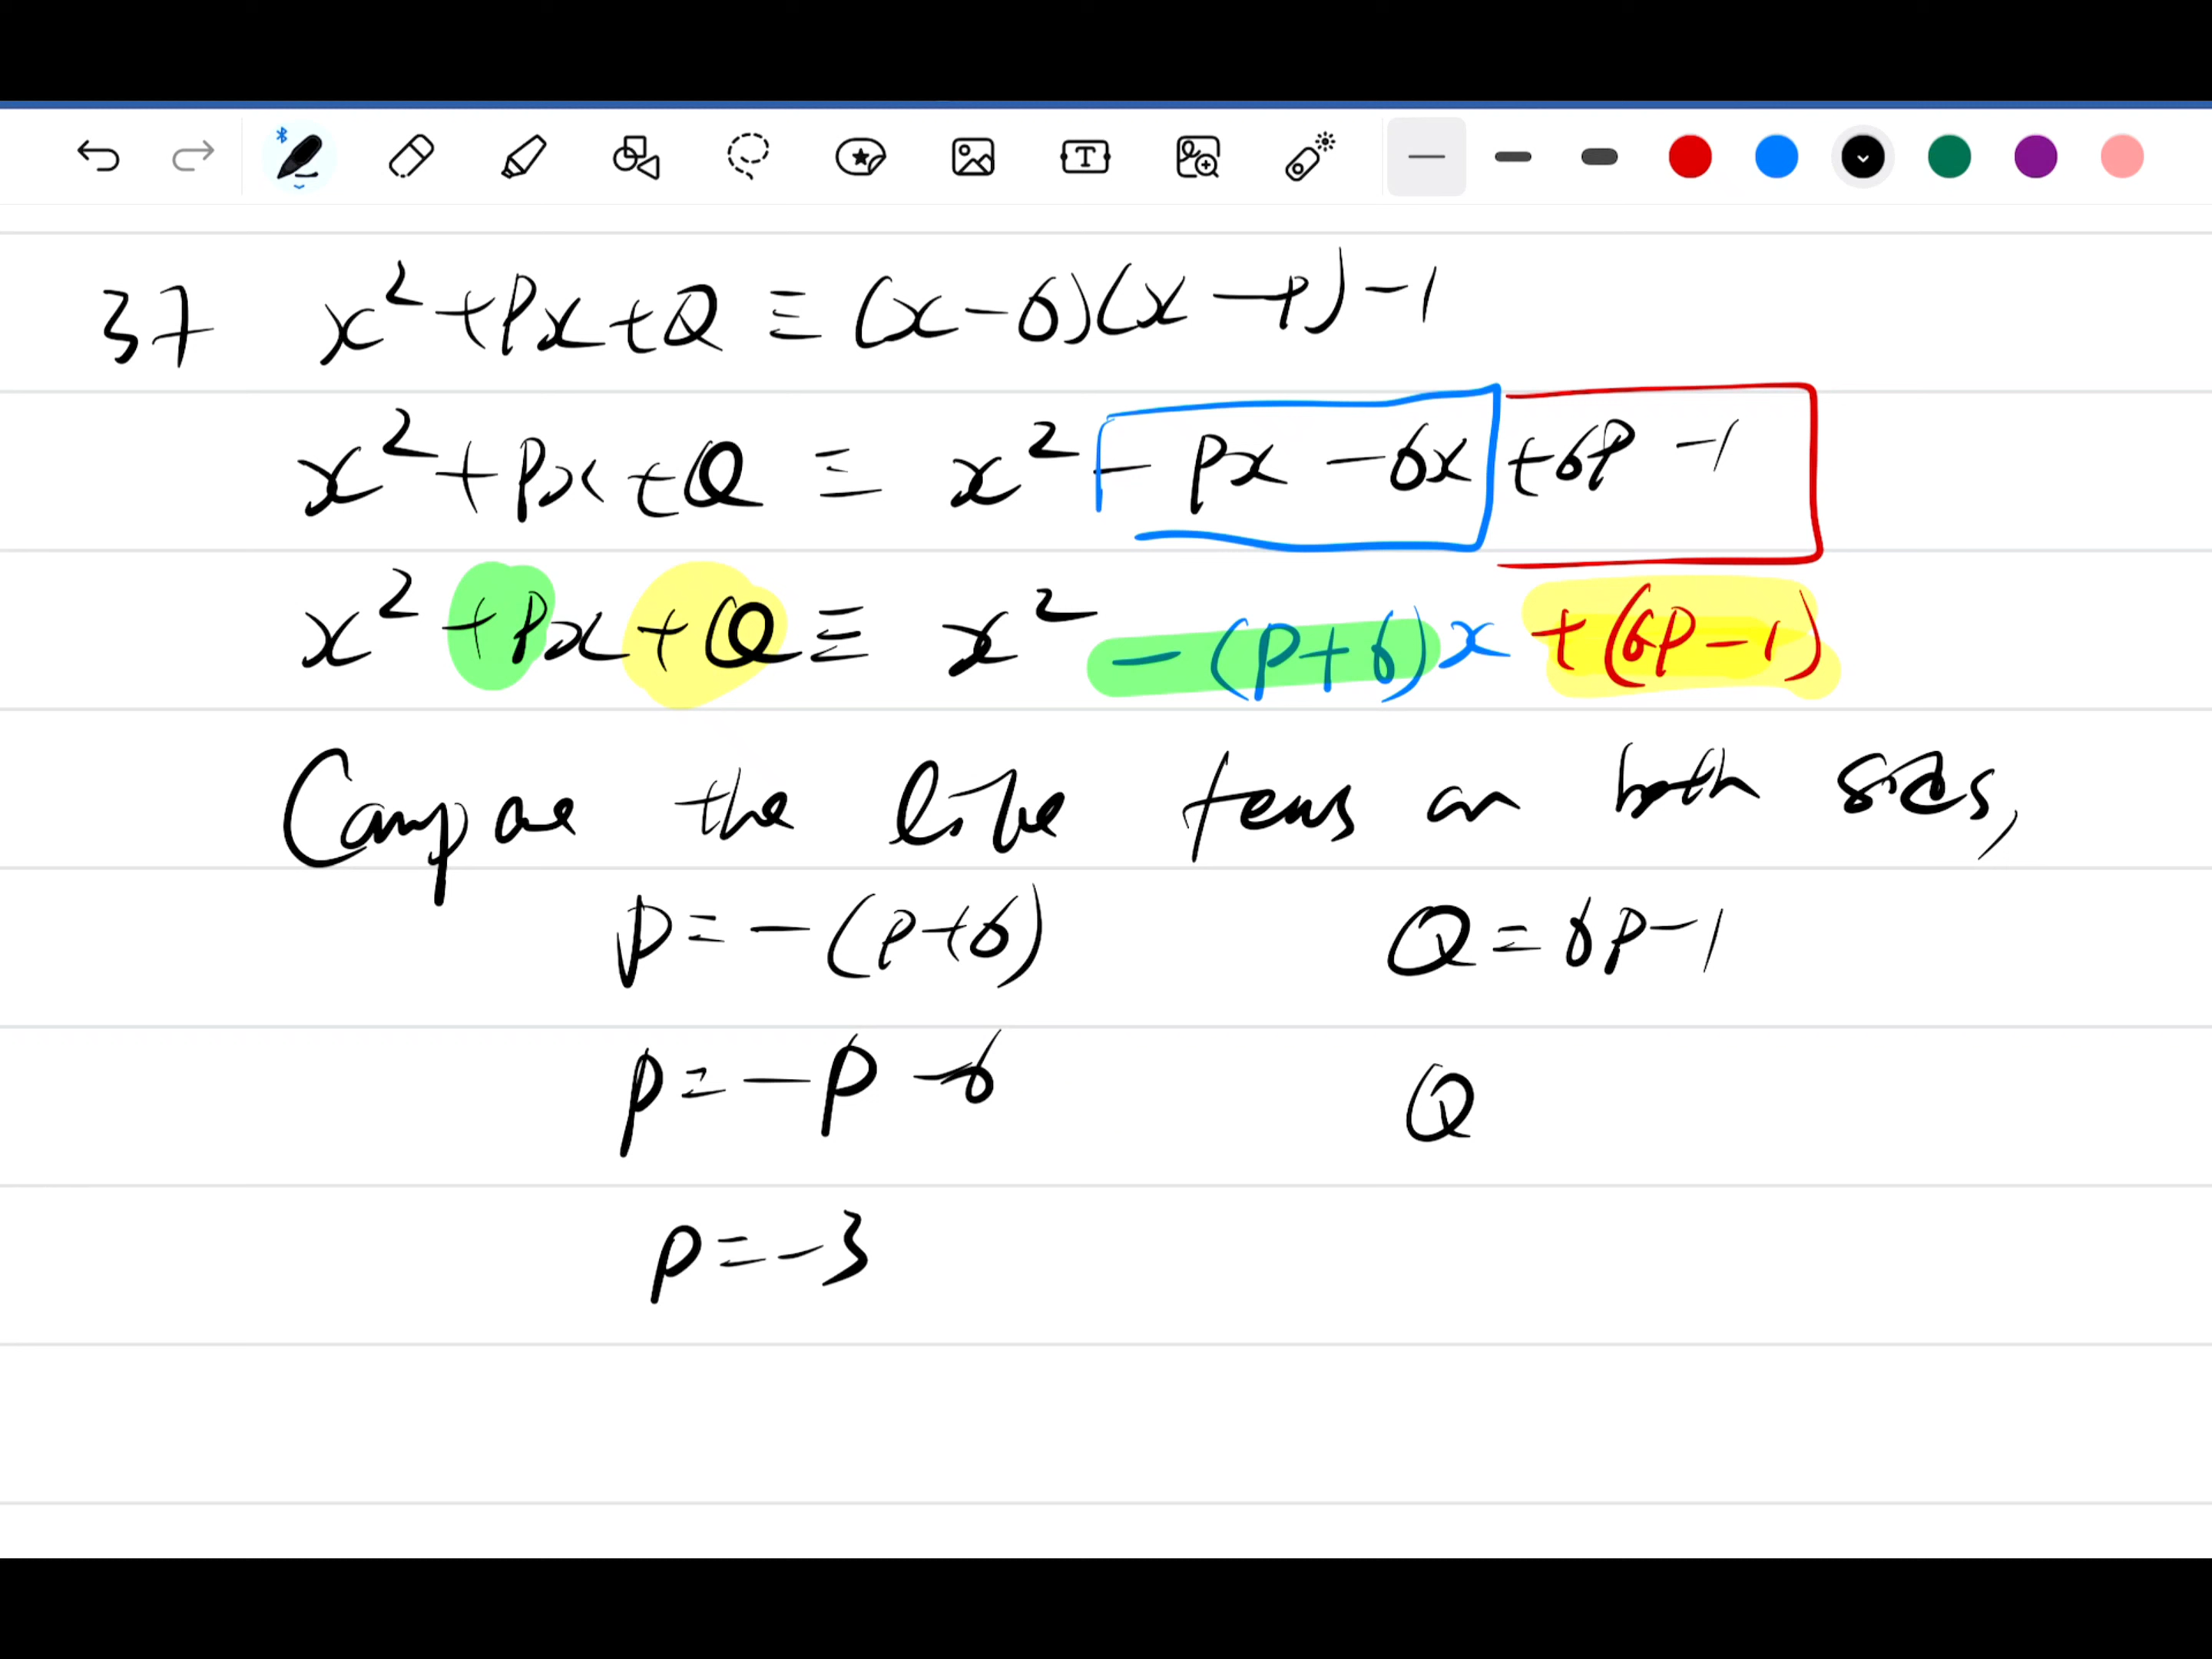 37 x² + Px + Q ≡ (x − 6)(x − P) − 1
x² + Px + Q ≡ x² − Px − 6x + 6P − 1
x² + Px + Q ≡ x² − (P + 6)x + (6P − 1)
Compare the like terms on both sides,
P = − (P + 6) Q = 6P − 1
P = − P − 6 Q
P = − 3